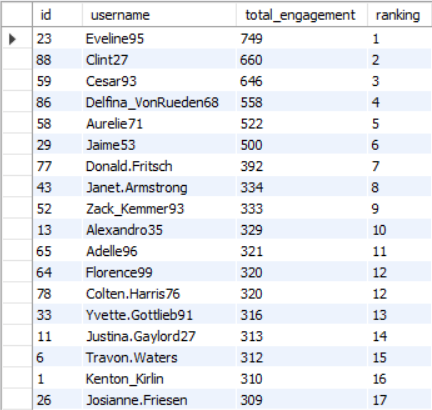 id username total_engagement ranking
23 Eveline95 749 1
88 Clint27 660 2
59 Cesar93 646 3
86 Delfina_VonRueden68 558 4
58 Aurelie71 522 5
29 Jaime53 500 6
77 Donald.Fritsch 392 7
43 Janet.Armstrong 334 8
52 Zack_Kemmer93 333 9
13 Alexandro35 329 10
65 Adelle96 321 11
64 Florence99 320 12
78 Colten.Harris76 320 12
33 Yvette.Gottlieb91 316 13
11 Justina.Gaylord27 313 14
6 Travon.Waters 312 15
1 Kenton_Kirlin 310 16
26 Josianne.Friesen 309 17